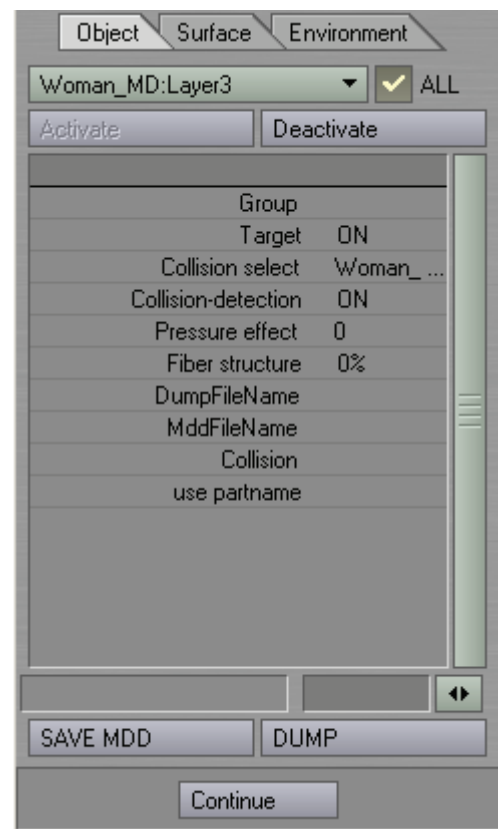 Object Surface Environment
Woman_MD:Layer3 ALL
Activate Deactivate
Group
Target ON
Collision select Woman_ ...
Collision-detection ON
Pressure effect 0
Fiber structure 0%
DumpFileName
MddFileName
Collision
use partname
SAVE MDD DUMP
Continue